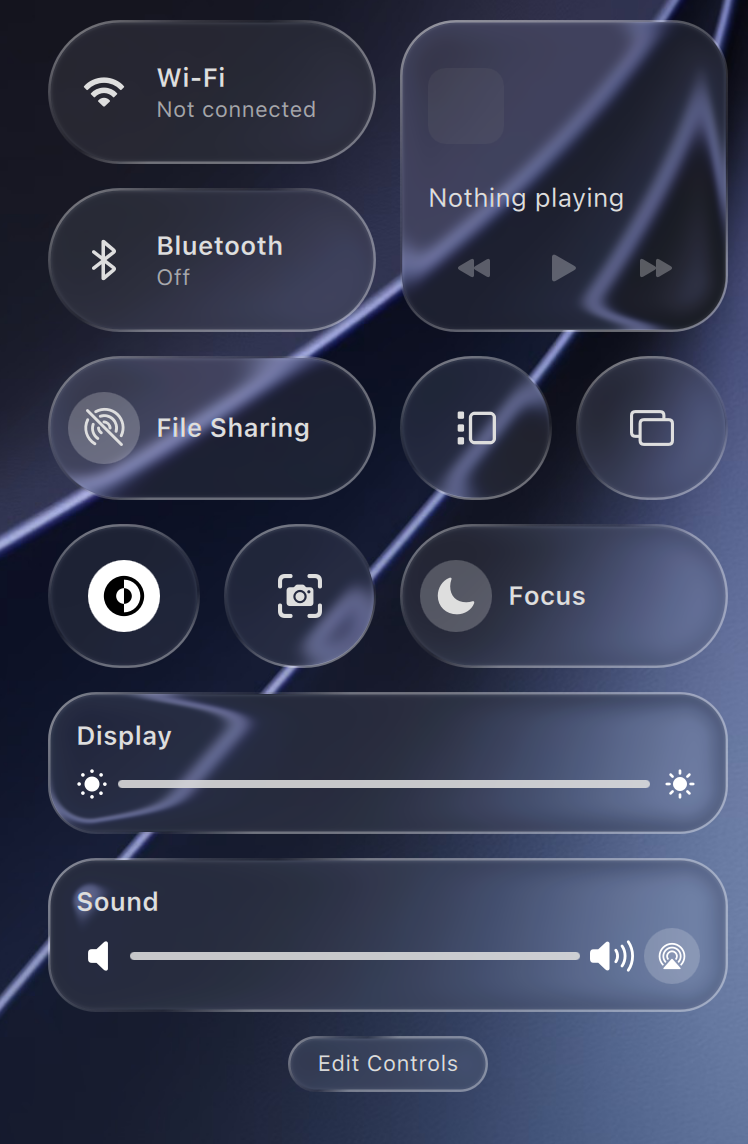 Wi-Fi
Not connected
Nothing playing
Bluetooth
Off
File Sharing
Focus
Display
Sound
Edit Controls